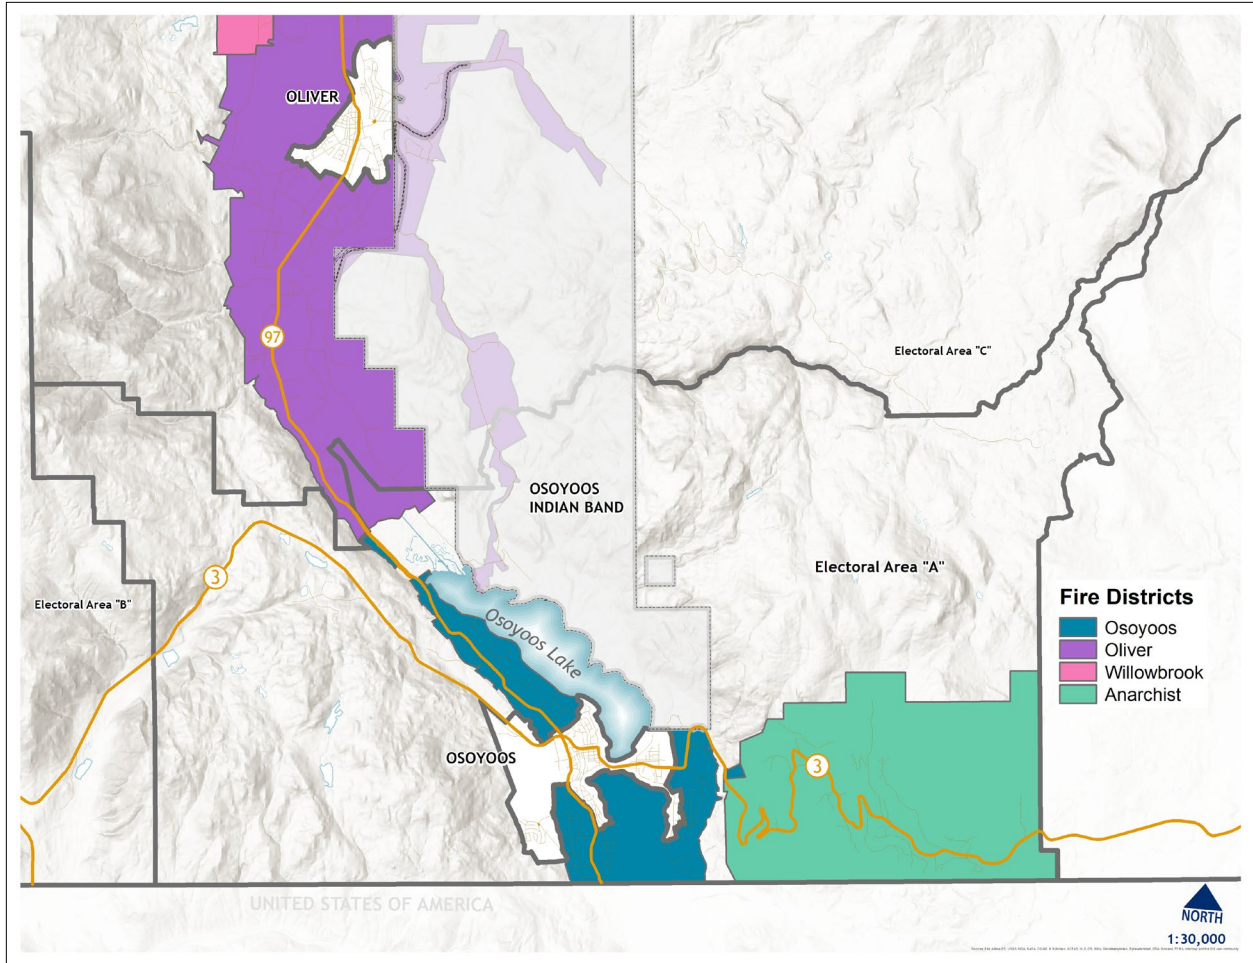 OLIVER
97
Electoral Area "C"
OSOYOOS
INDIAN BAND
Electoral Area "A"
3
Electoral Area "B"
Osoyoos Lake
Fire Districts
Osoyoos
Oliver
Willowbrook
Anarchist
OSOYOOS
3
UNITED STATES OF AMERICA
NORTH
1:30,000